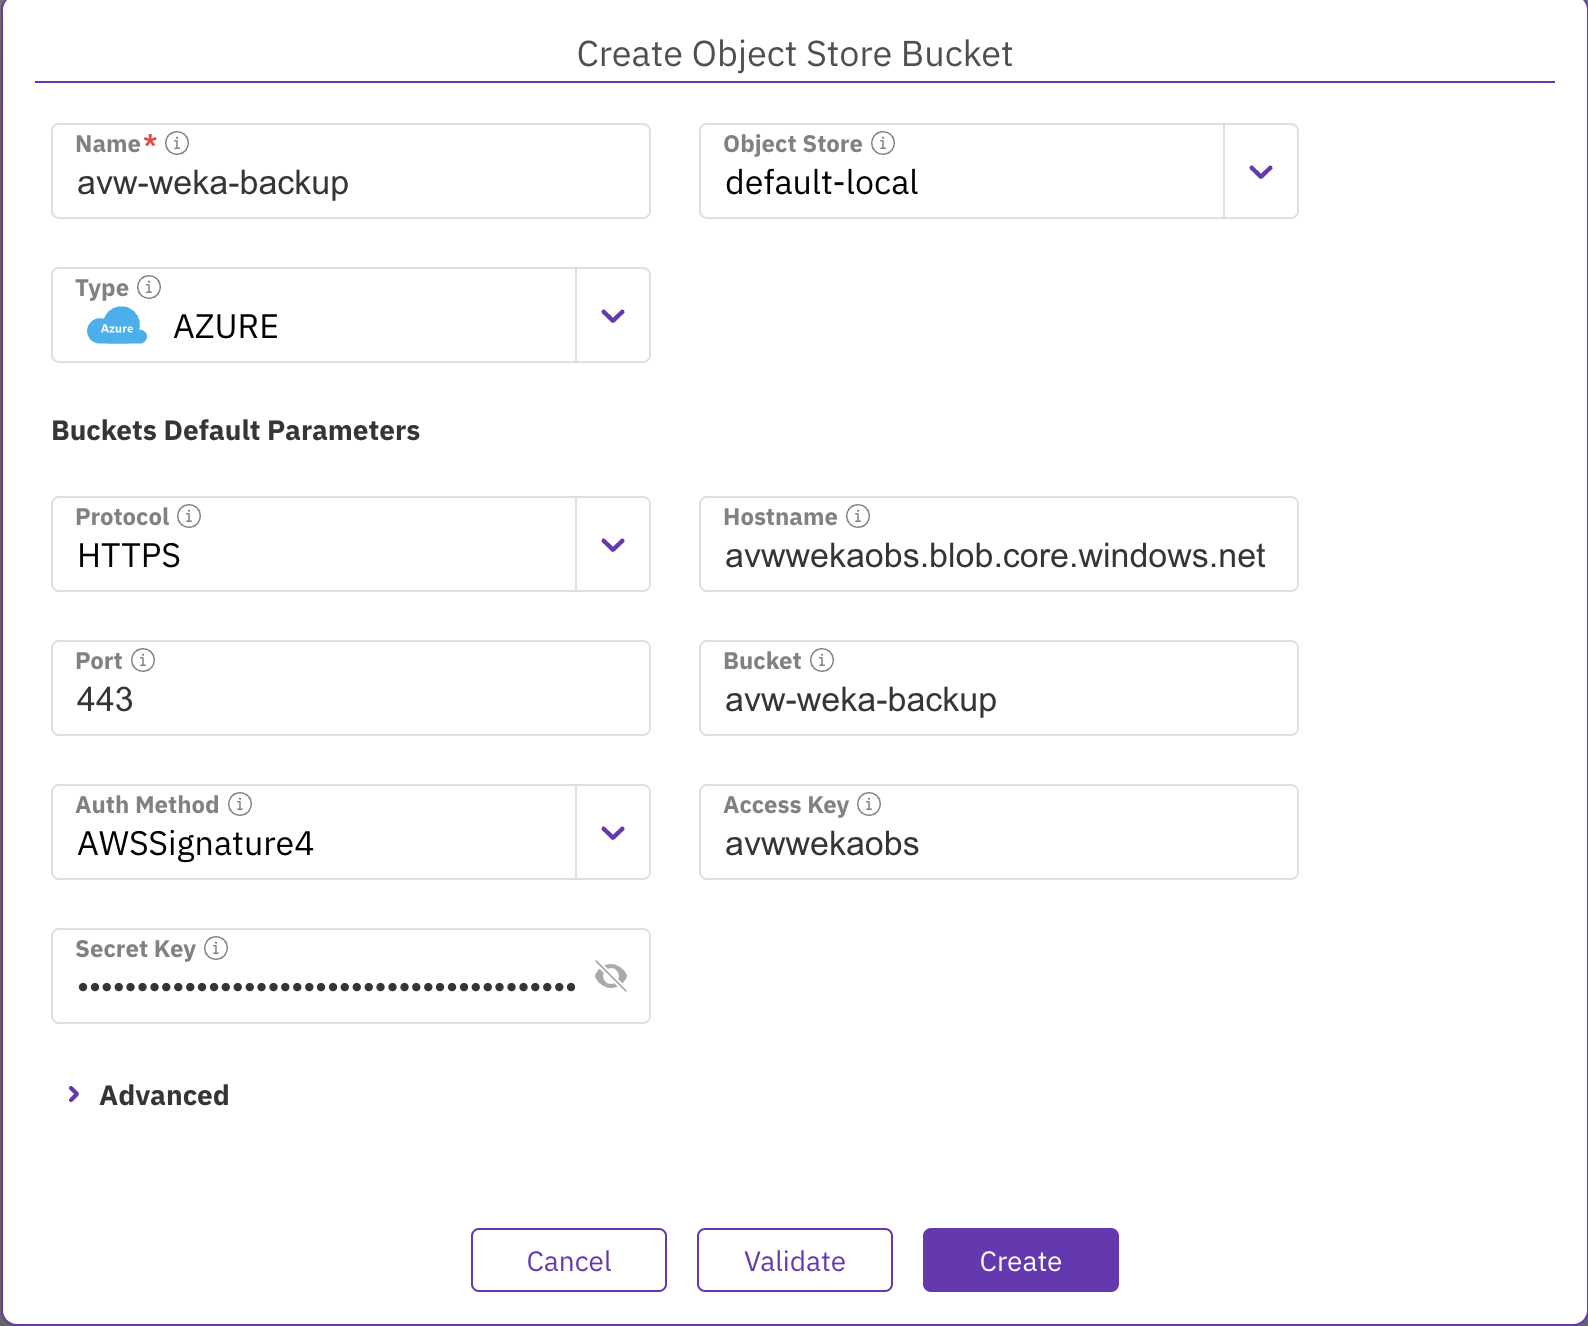 Create Object Store Bucket
Name*
avw-weka-backup
Object Store
default-local
Type
Azure AZURE
Buckets Default Parameters
Protocol
HTTPS
Hostname
avwwekaobs.blob.core.windows.net
Port
443
Bucket
avw-weka-backup
Auth Method
AWSSignature4
Access Key
avwwekaobs
Secret Key
••••••••••••••••••••••••••••••••••••••••••
Advanced
Cancel
Validate
Create